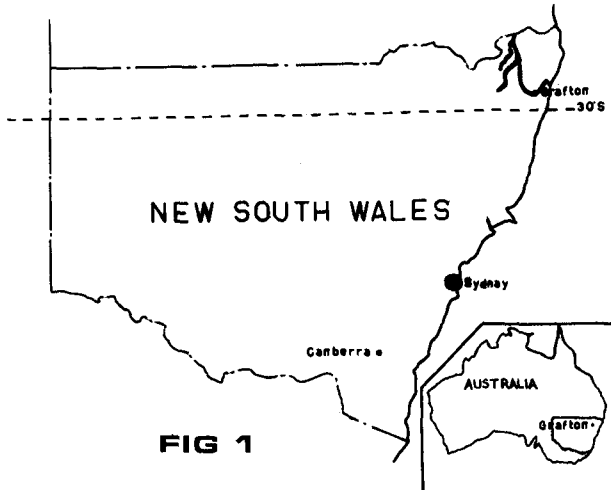 Grafton
30°S
NEW SOUTH WALES
Sydney
Canberra
AUSTRALIA
Grafton
FIG 1